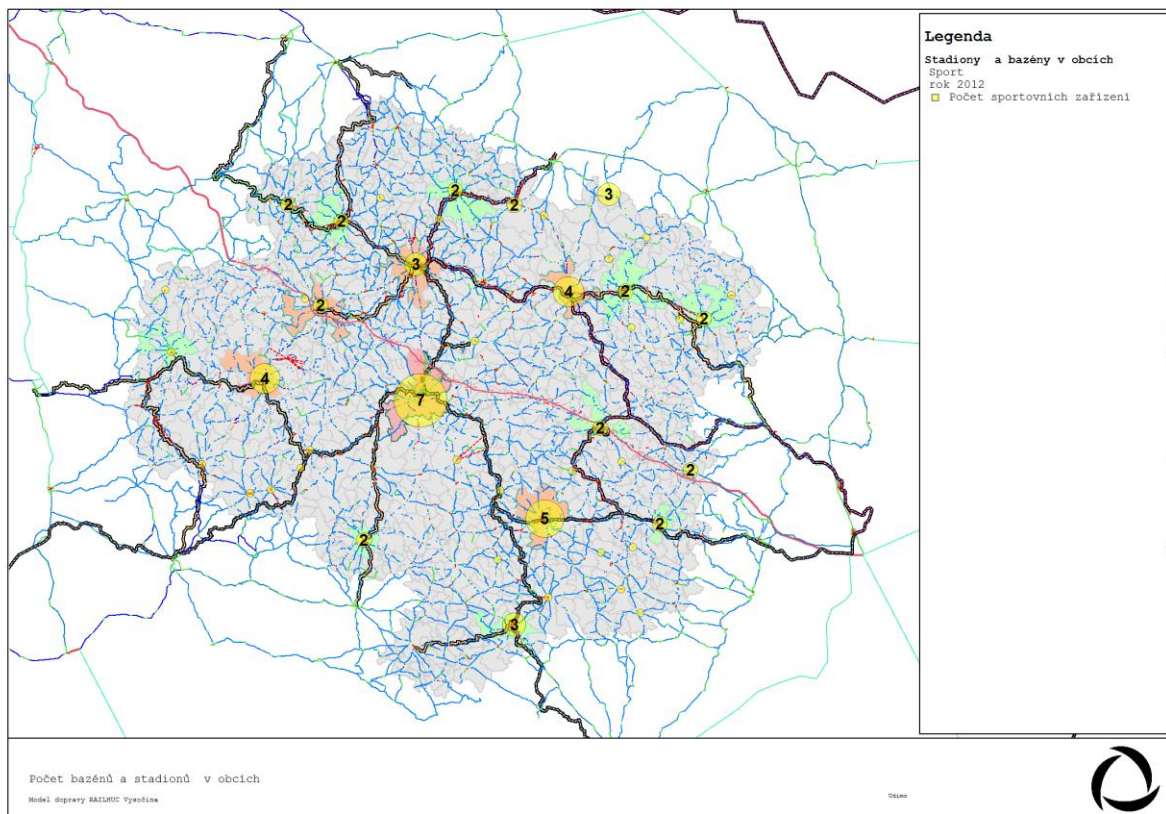 Legenda
Stadiony a bazény v obcích
Sport
rok 2012
Počet sportovních zařízení
3
2
2
2
2
3
4
2
2
2
4
7
2
2
5
2
2
3
Počet bazénů a stadionů v obcích
Model dopravy RAILHUC Vysočina
Udimo